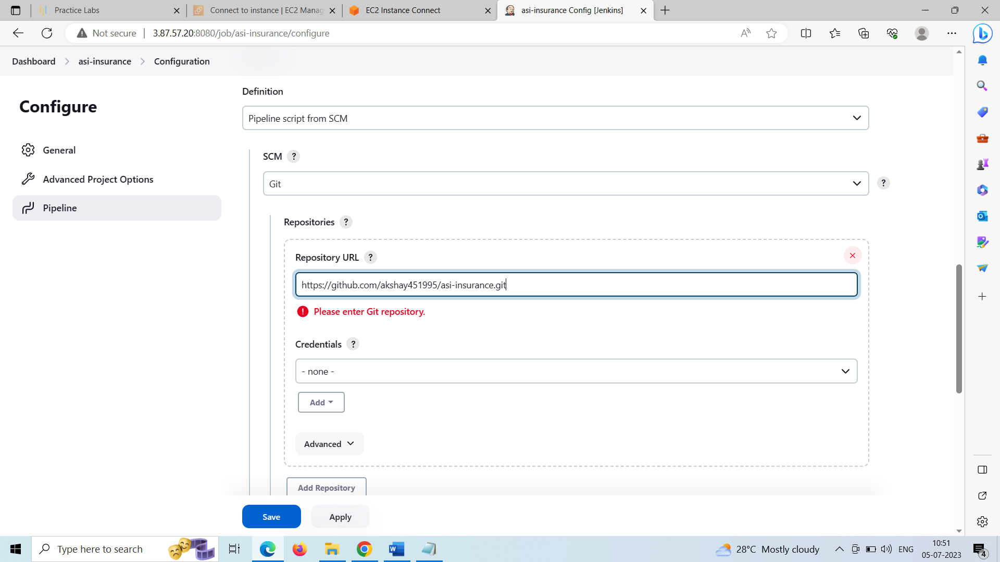 Practice Labs
Connect to instance | EC2 Manag
EC2 Instance Connect
asi-insurance Config [Jenkins]
Not secure
3.87.57.20:8080/job/asi-insurance/configure
Dashboard
asi-insurance
Configuration
Configure
General
Advanced Project Options
Pipeline
Definition
Pipeline script from SCM
SCM ?
Git
?
Repositories ?
Repository URL ?
https://github.com/akshay451995/asi-insurance.git
! Please enter Git repository.
Credentials ?
- none -
Add
Advanced
Add Repository
Save
Apply
Type here to search
28°C Mostly cloudy
ENG
10:51
05-07-2023
4